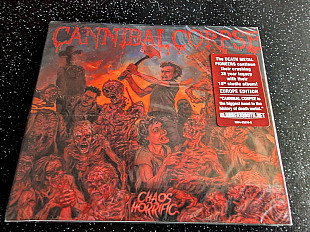 CANNIBAL CORPSE
The DEATH METAL
PIONEERS continue
their crushing
35 year legacy
with their
16th studio album!
EUROPE EDITION
"CANNIBAL CORPSE is
the biggest band in the
history of death metal."
CHAOS
HORRIFIC